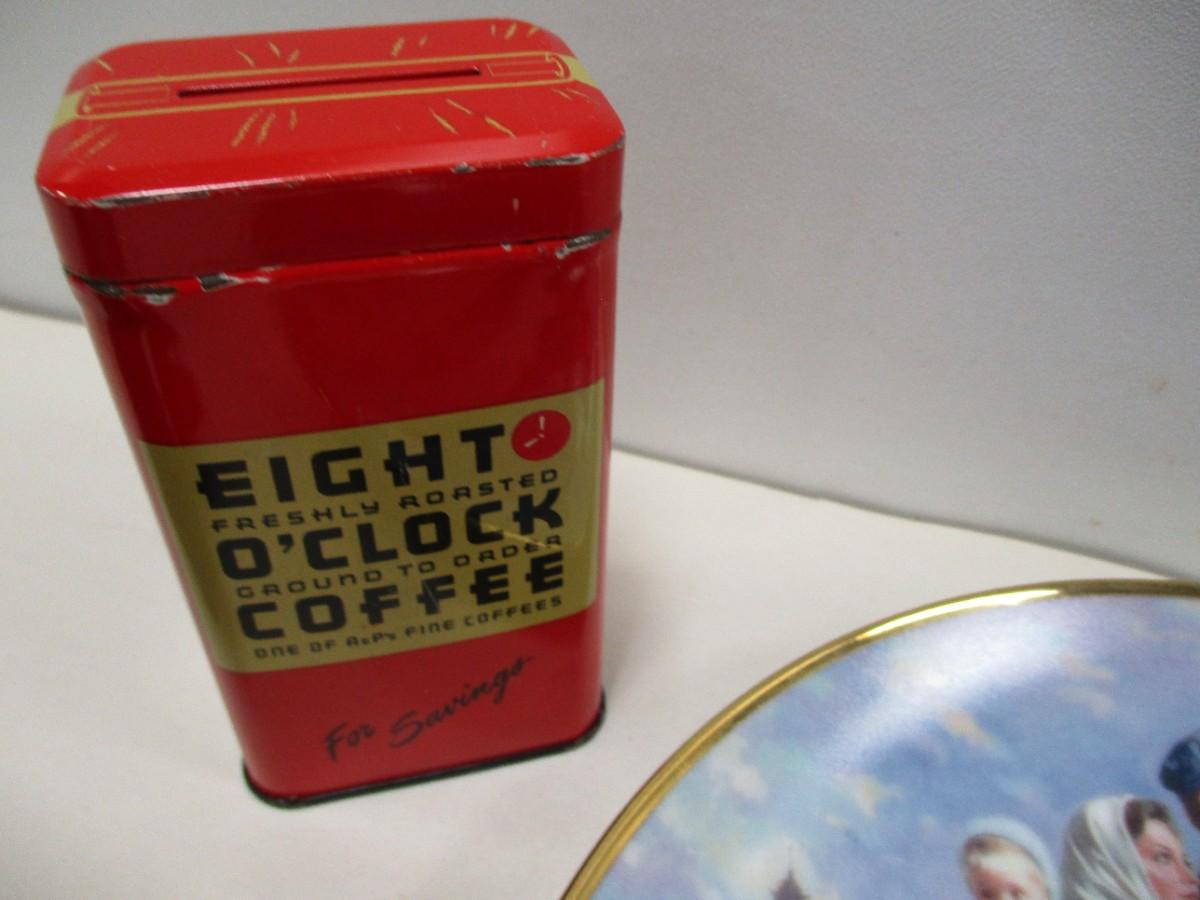 EIGHT
FRESHLY ROASTED
O'CLOCK
GROUND TO ORDER
COFFEE
ONE OF A&P's FINE COFFEES
For Savings